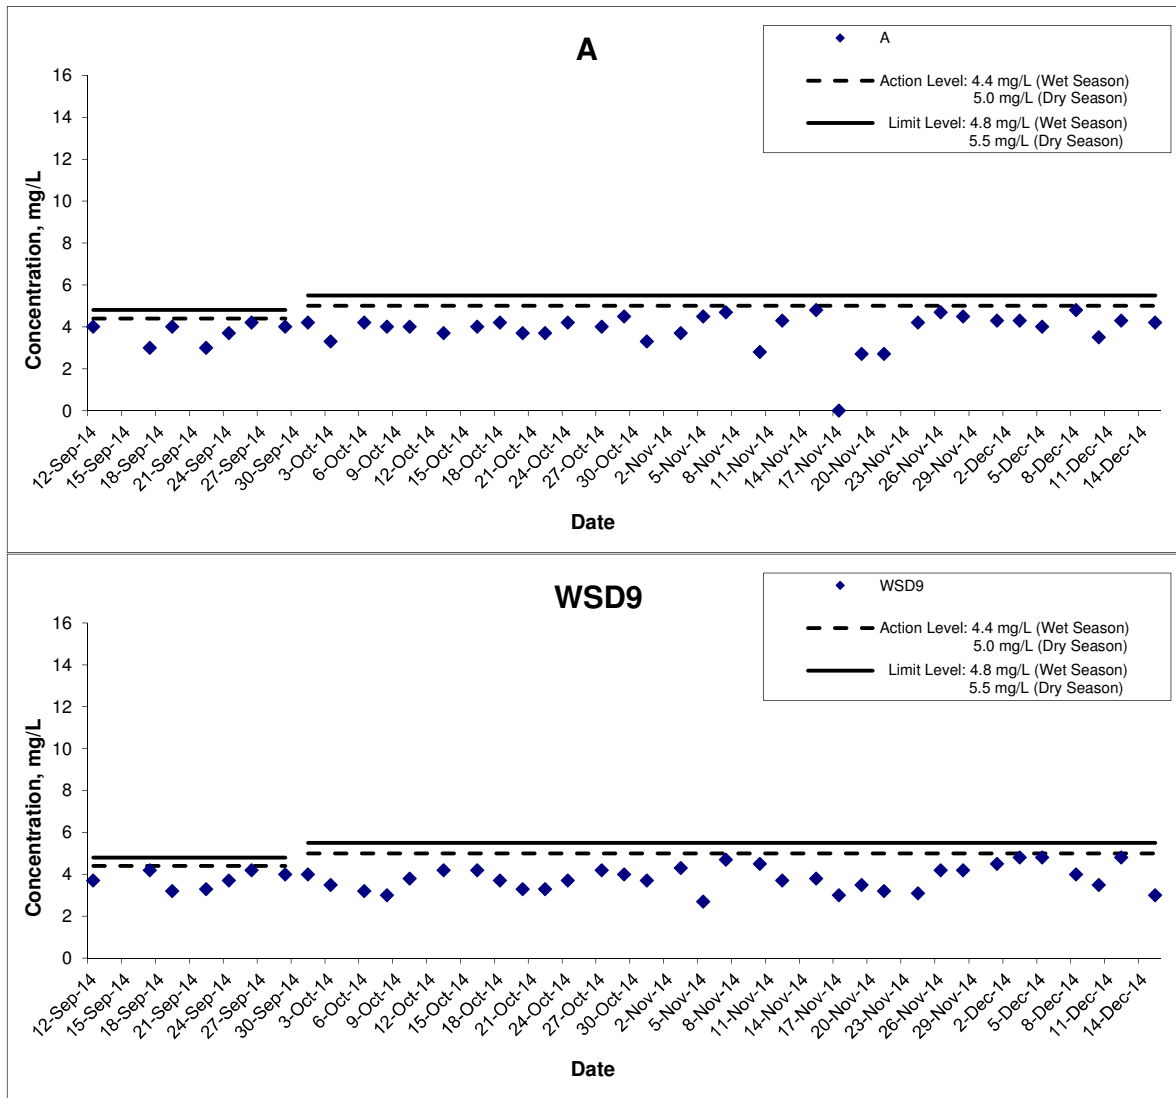 A
A
Action Level: 4.4 mg/L (Wet Season)
5.0 mg/L (Dry Season)
Limit Level: 4.8 mg/L (Wet Season)
5.5 mg/L (Dry Season)
Concentration, mg/L
16
14
12
10
8
6
4
2
0
12-Sep-14
15-Sep-14
18-Sep-14
21-Sep-14
24-Sep-14
27-Sep-14
30-Sep-14
3-Oct-14
6-Oct-14
9-Oct-14
12-Oct-14
15-Oct-14
18-Oct-14
21-Oct-14
24-Oct-14
27-Oct-14
30-Oct-14
2-Nov-14
5-Nov-14
8-Nov-14
11-Nov-14
14-Nov-14
17-Nov-14
20-Nov-14
23-Nov-14
26-Nov-14
29-Nov-14
2-Dec-14
5-Dec-14
8-Dec-14
11-Dec-14
14-Dec-14
Date
WSD9
WSD9
Action Level: 4.4 mg/L (Wet Season)
5.0 mg/L (Dry Season)
Limit Level: 4.8 mg/L (Wet Season)
5.5 mg/L (Dry Season)
Concentration, mg/L
16
14
12
10
8
6
4
2
0
12-Sep-14
15-Sep-14
18-Sep-14
21-Sep-14
24-Sep-14
27-Sep-14
30-Sep-14
3-Oct-14
6-Oct-14
9-Oct-14
12-Oct-14
15-Oct-14
18-Oct-14
21-Oct-14
24-Oct-14
27-Oct-14
30-Oct-14
2-Nov-14
5-Nov-14
8-Nov-14
11-Nov-14
14-Nov-14
17-Nov-14
20-Nov-14
23-Nov-14
26-Nov-14
29-Nov-14
2-Dec-14
5-Dec-14
8-Dec-14
11-Dec-14
14-Dec-14
Date